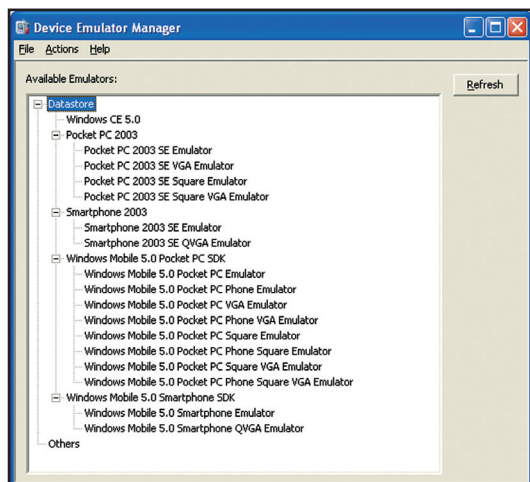 Device Emulator Manager
File Actions Help
Available Emulators:
Refresh
Datastore
Windows CE 5.0
Pocket PC 2003
Pocket PC 2003 SE Emulator
Pocket PC 2003 SE VGA Emulator
Pocket PC 2003 SE Square Emulator
Pocket PC 2003 SE Square VGA Emulator
Smartphone 2003
Smartphone 2003 SE Emulator
Smartphone 2003 SE QVGA Emulator
Windows Mobile 5.0 Pocket PC SDK
Windows Mobile 5.0 Pocket PC Emulator
Windows Mobile 5.0 Pocket PC Phone Emulator
Windows Mobile 5.0 Pocket PC VGA Emulator
Windows Mobile 5.0 Pocket PC Phone VGA Emulator
Windows Mobile 5.0 Pocket PC Square Emulator
Windows Mobile 5.0 Pocket PC Phone Square Emulator
Windows Mobile 5.0 Pocket PC Square VGA Emulator
Windows Mobile 5.0 Pocket PC Phone Square VGA Emulator
Windows Mobile 5.0 Smartphone SDK
Windows Mobile 5.0 Smartphone Emulator
Windows Mobile 5.0 Smartphone QVGA Emulator
Others